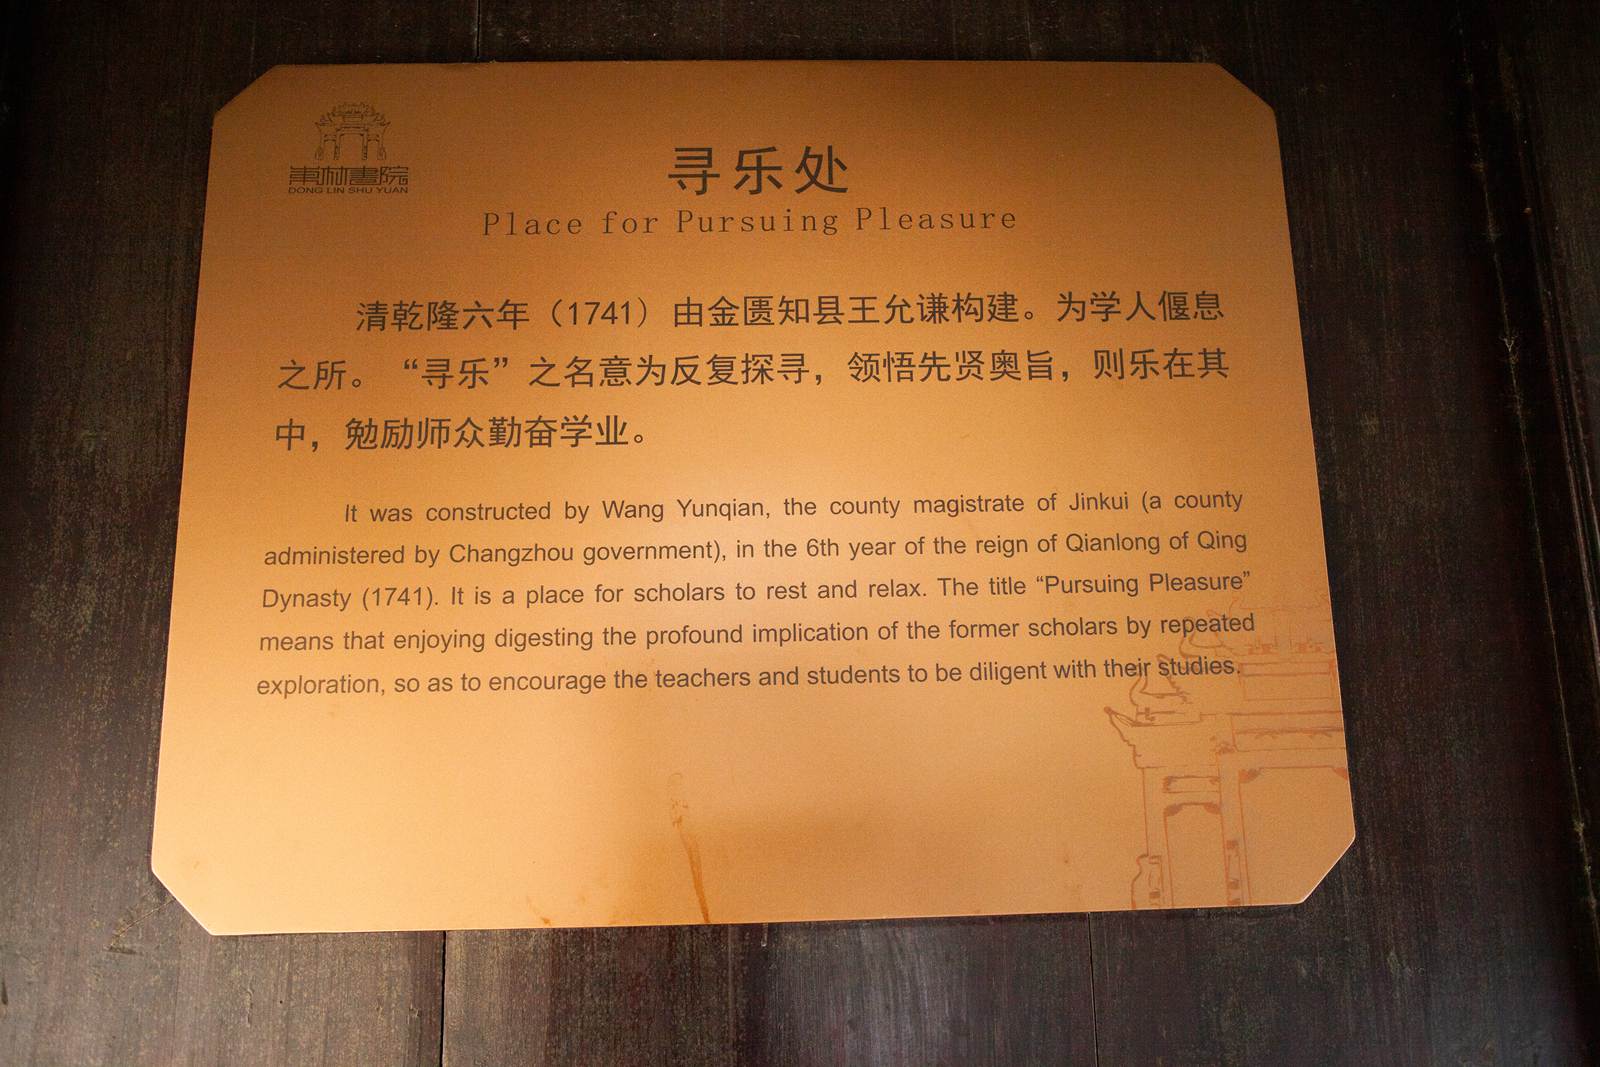 東林書院
DONG LIN SHU YUAN
寻乐处
Place for Pursuing Pleasure
清乾隆六年（1741）由金匮知县王允谦构建。为学人偃息
之所。“寻乐”之名意为反复探寻，领悟先贤奥旨，则乐在其
中，勉励师众勤奋学业。
It was constructed by Wang Yunqian, the county magistrate of Jinkui (a county
administered by Changzhou government), in the 6th year of the reign of Qianlong of Qing
Dynasty (1741). It is a place for scholars to rest and relax. The title “Pursuing Pleasure”
means that enjoying digesting the profound implication of the former scholars by repeated
exploration, so as to encourage the teachers and students to be diligent with their studies.